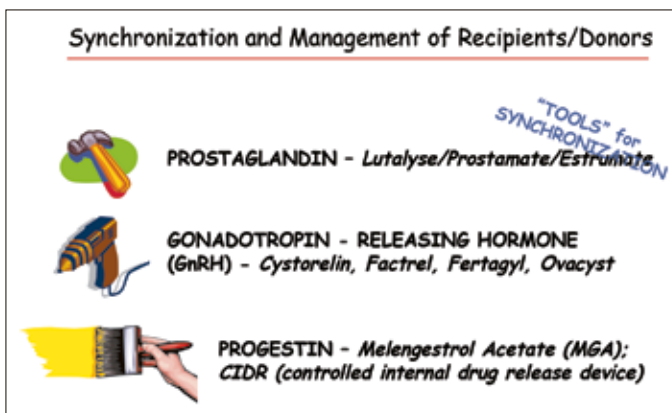 Synchronization and Management of Recipients/Donors
"TOOLS" for
SYNCHRONIZATION
PROSTAGLANDIN – Lutalyse/Prostamate/Estrumate
GONADOTROPIN - RELEASING HORMONE
(GnRH) – Cystorelin, Factrel, Fertagyl, Ovacyst
PROGESTIN – Melengestrol Acetate (MGA);
CIDR (controlled internal drug release device)